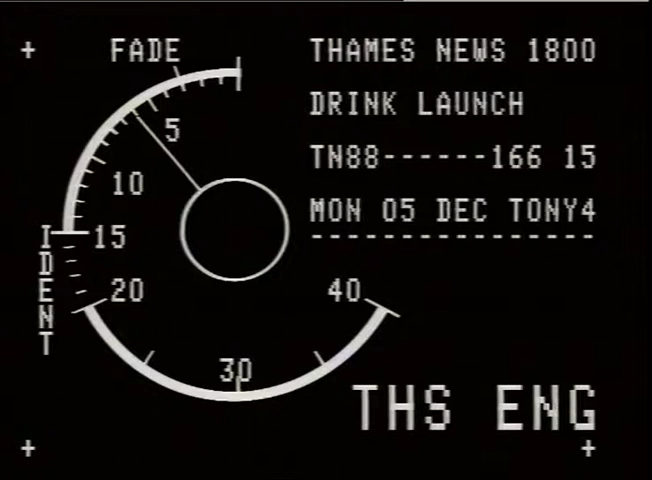 FADE
THAMES NEWS 1800
DRINK LAUNCH
TN88------166 15
MON 05 DEC TONY4
----------------
5
10
15
IDENT
20
30
40
THS ENG